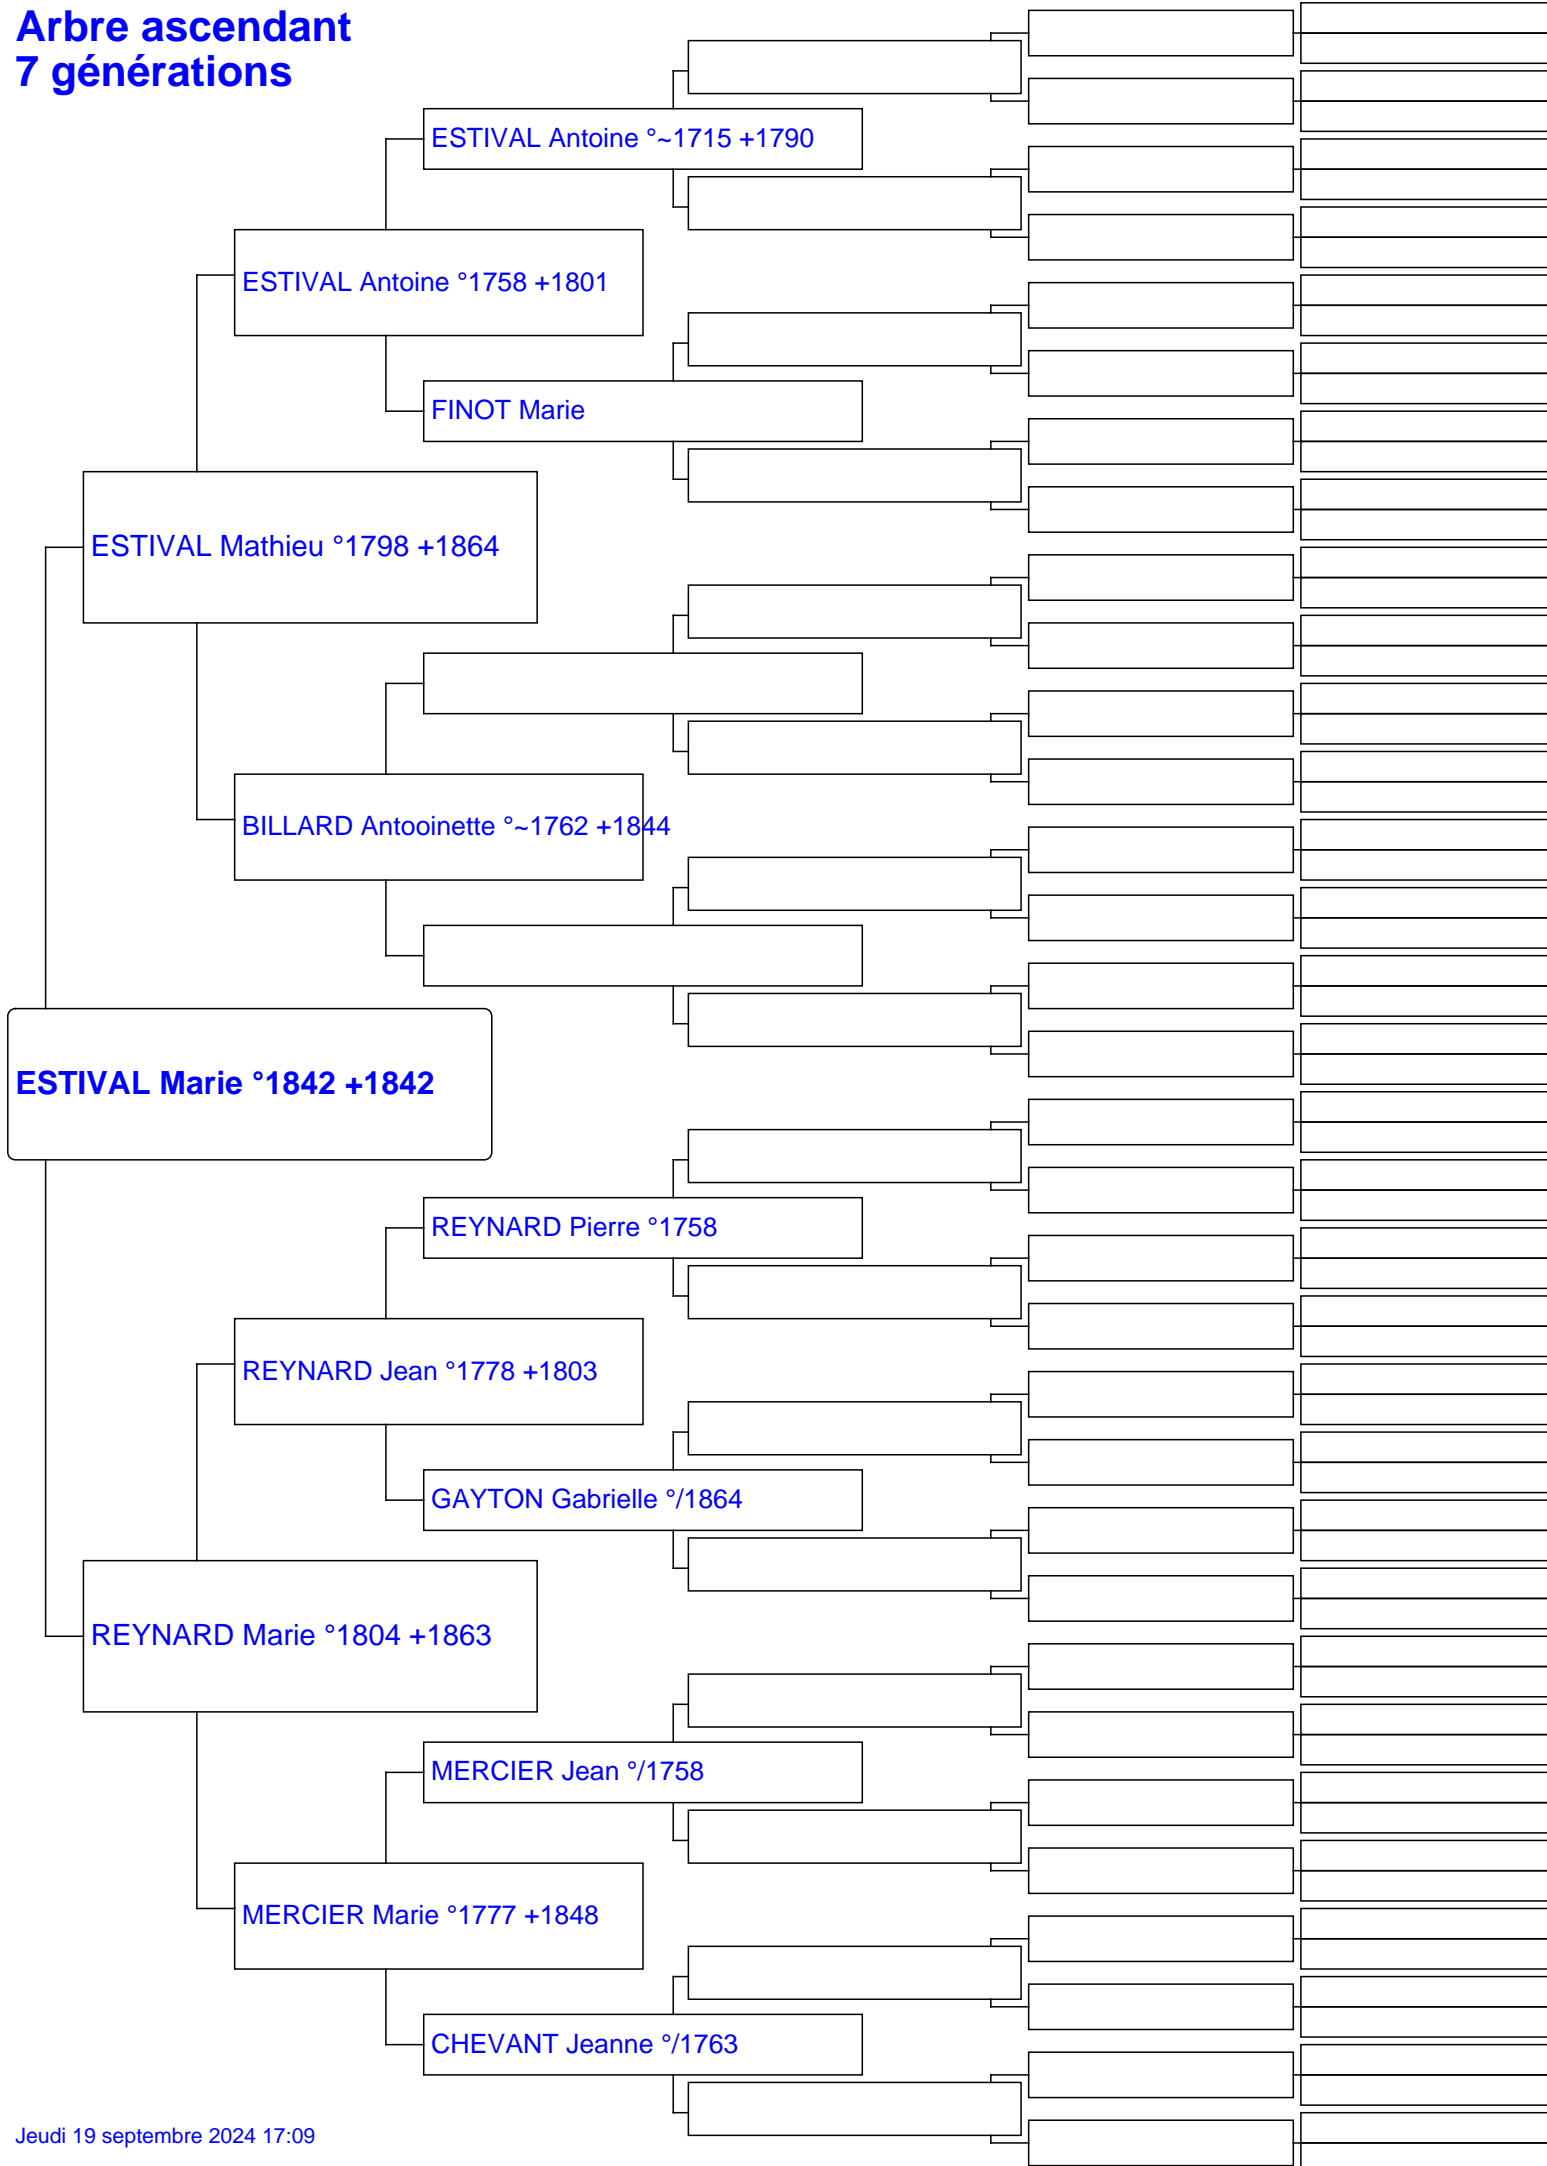 Arbre ascendant
7 générations
ESTIVAL Antoine °~1715 +1790
ESTIVAL Antoine °1758 +1801
FINOT Marie
ESTIVAL Mathieu °1798 +1864
BILLARD Antooinette °~1762 +1844
ESTIVAL Marie °1842 +1842
REYNARD Pierre °1758
REYNARD Jean °1778 +1803
GAYTON Gabrielle °/1864
REYNARD Marie °1804 +1863
MERCIER Jean °/1758
MERCIER Marie °1777 +1848
CHEVANT Jeanne °/1763
Jeudi 19 septembre 2024 17:09